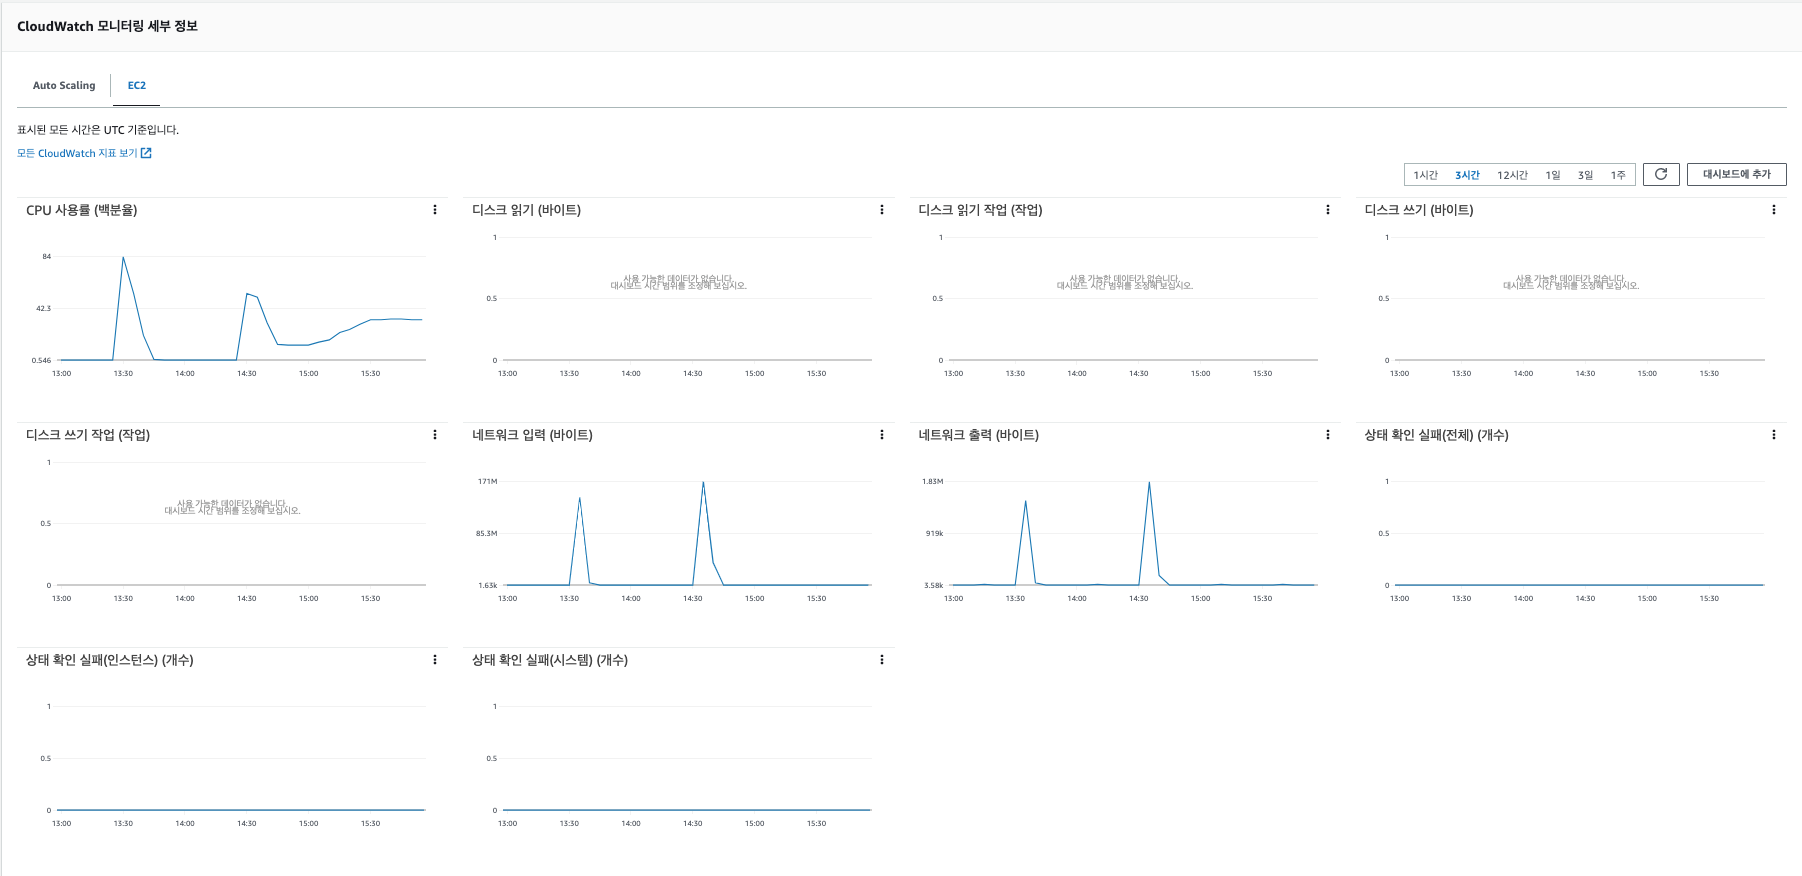 CloudWatch 모니터링 세부 정보
Auto Scaling
EC2
표시된 모든 시간은 UTC 기준입니다.
모든 CloudWatch 지표 보기
1시간 3시간 12시간 1일 3일 1주
대시보드에 추가
CPU 사용률 (백분율)
84
42.3
0.546
13:00 13:30 14:00 14:30 15:00 15:30
디스크 읽기 (바이트)
1
사용 가능한 데이터가 없습니다.
대시보드 시간 범위를 조정해 보십시오.
0.5
0
13:00 13:30 14:00 14:30 15:00 15:30
디스크 읽기 작업 (작업)
1
사용 가능한 데이터가 없습니다.
대시보드 시간 범위를 조정해 보십시오.
0.5
0
13:00 13:30 14:00 14:30 15:00 15:30
디스크 쓰기 (바이트)
1
사용 가능한 데이터가 없습니다.
대시보드 시간 범위를 조정해 보십시오.
0.5
0
13:00 13:30 14:00 14:30 15:00 15:30
디스크 쓰기 작업 (작업)
1
사용 가능한 데이터가 없습니다.
대시보드 시간 범위를 조정해 보십시오.
0.5
0
13:00 13:30 14:00 14:30 15:00 15:30
네트워크 입력 (바이트)
171M
85.3M
1.63k
13:00 13:30 14:00 14:30 15:00 15:30
네트워크 출력 (바이트)
1.83M
919k
3.58k
13:00 13:30 14:00 14:30 15:00 15:30
상태 확인 실패(전체) (개수)
1
0.5
0
13:00 13:30 14:00 14:30 15:00 15:30
상태 확인 실패(인스턴스) (개수)
1
0.5
0
13:00 13:30 14:00 14:30 15:00 15:30
상태 확인 실패(시스템) (개수)
1
0.5
0
13:00 13:30 14:00 14:30 15:00 15:30